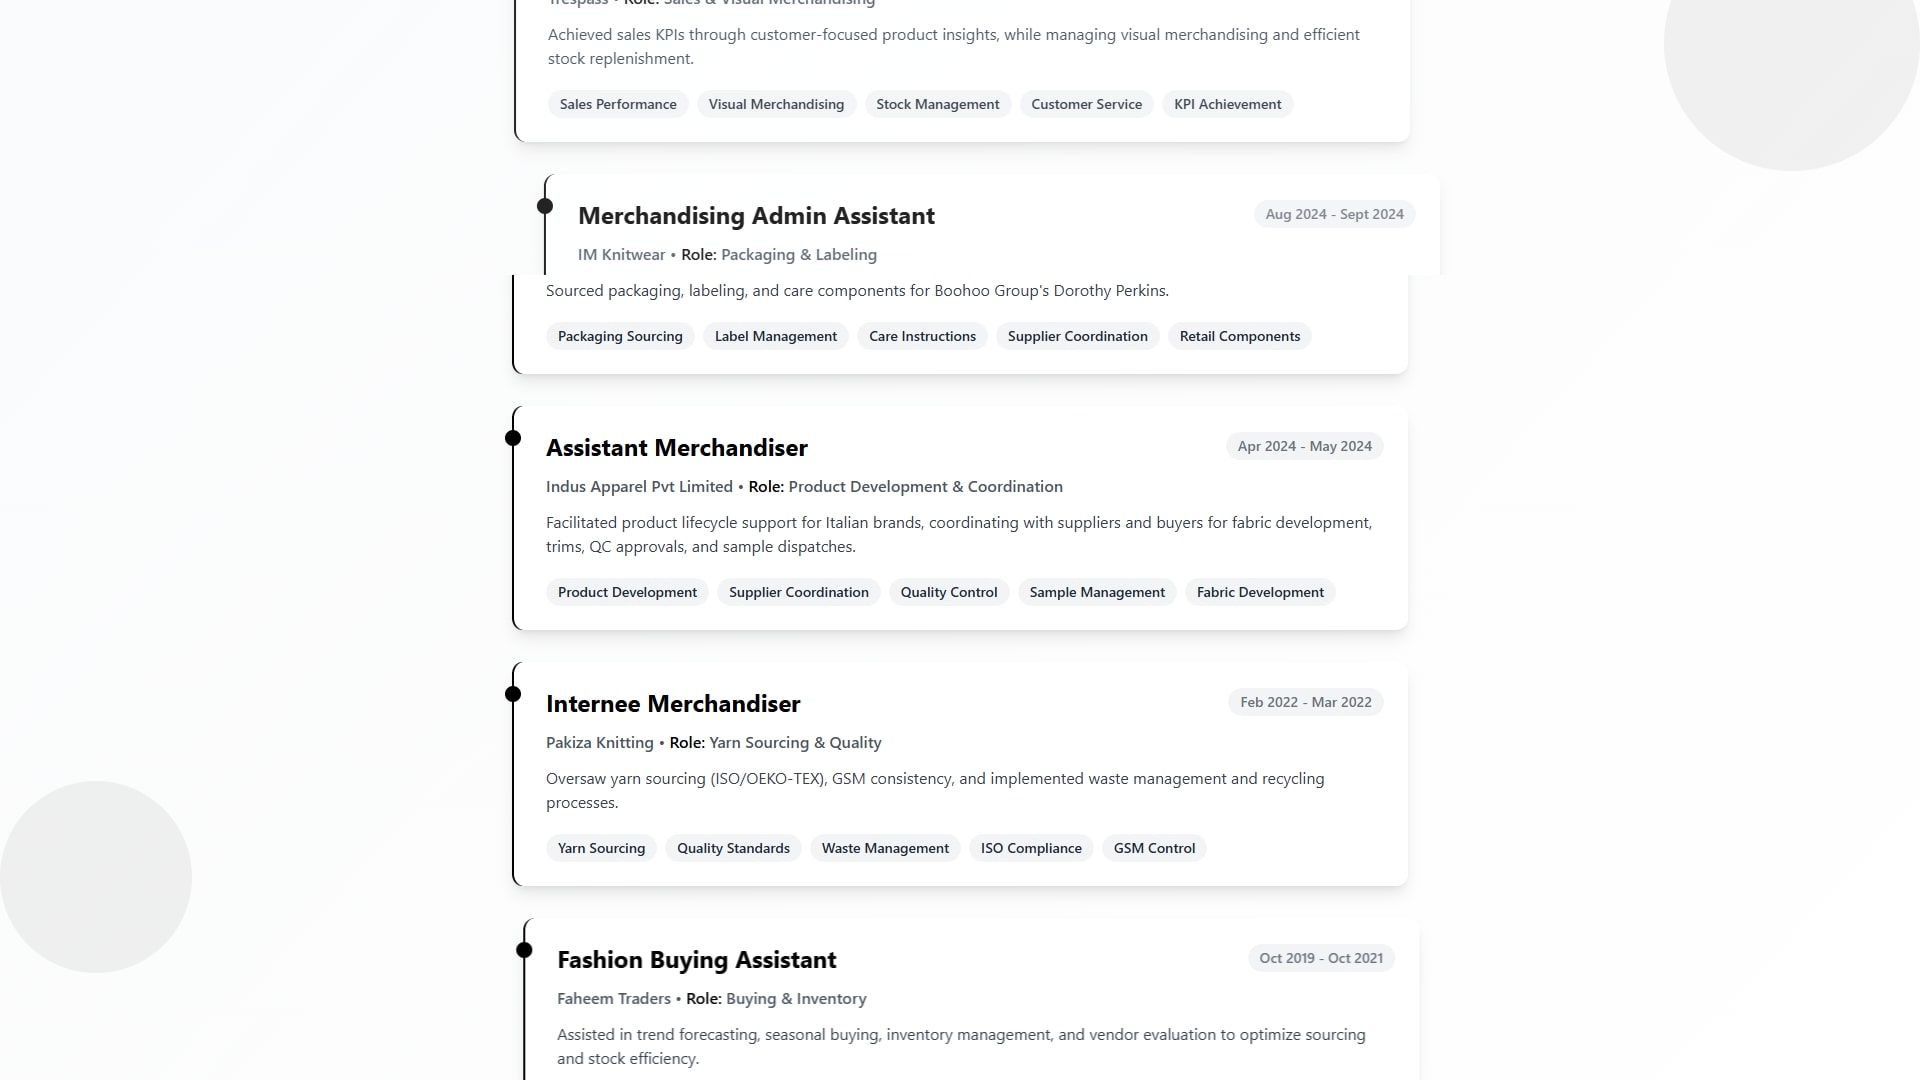 Trespass • Role: Sales & Visual Merchandising
Achieved sales KPIs through customer-focused product insights, while managing visual merchandising and efficient
stock replenishment.
Sales Performance Visual Merchandising Stock Management Customer Service KPI Achievement
Merchandising Admin Assistant Aug 2024 - Sept 2024
IM Knitwear • Role: Packaging & Labeling
Sourced packaging, labeling, and care components for Boohoo Group's Dorothy Perkins.
Packaging Sourcing Label Management Care Instructions Supplier Coordination Retail Components
Assistant Merchandiser Apr 2024 - May 2024
Indus Apparel Pvt Limited • Role: Product Development & Coordination
Facilitated product lifecycle support for Italian brands, coordinating with suppliers and buyers for fabric development,
trims, QC approvals, and sample dispatches.
Product Development Supplier Coordination Quality Control Sample Management Fabric Development
Internee Merchandiser Feb 2022 - Mar 2022
Pakiza Knitting • Role: Yarn Sourcing & Quality
Oversaw yarn sourcing (ISO/OEKO-TEX), GSM consistency, and implemented waste management and recycling
processes.
Yarn Sourcing Quality Standards Waste Management ISO Compliance GSM Control
Fashion Buying Assistant Oct 2019 - Oct 2021
Faheem Traders • Role: Buying & Inventory
Assisted in trend forecasting, seasonal buying, inventory management, and vendor evaluation to optimize sourcing
and stock efficiency.